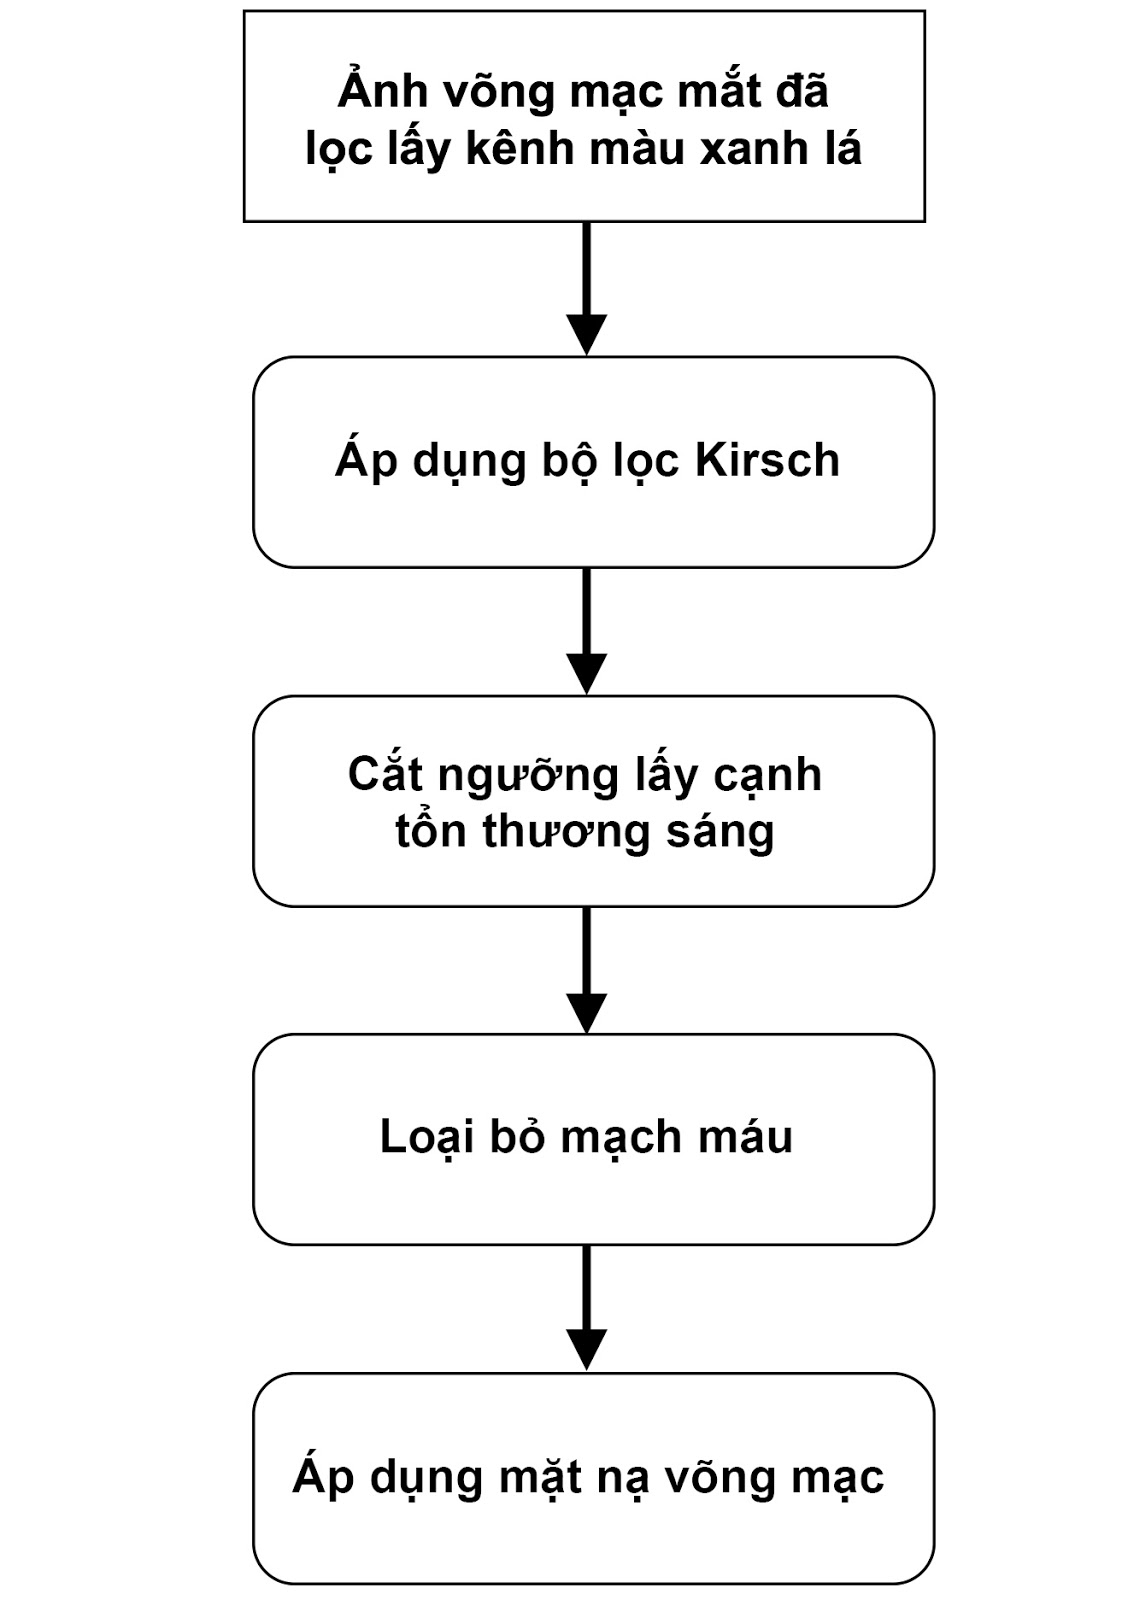 Ảnh võng mạc mắt đã
lọc lấy kênh màu xanh lá
Áp dụng bộ lọc Kirsch
Cắt ngưỡng lấy cạnh
tổn thương sáng
Loại bỏ mạch máu
Áp dụng mặt nạ võng mạc